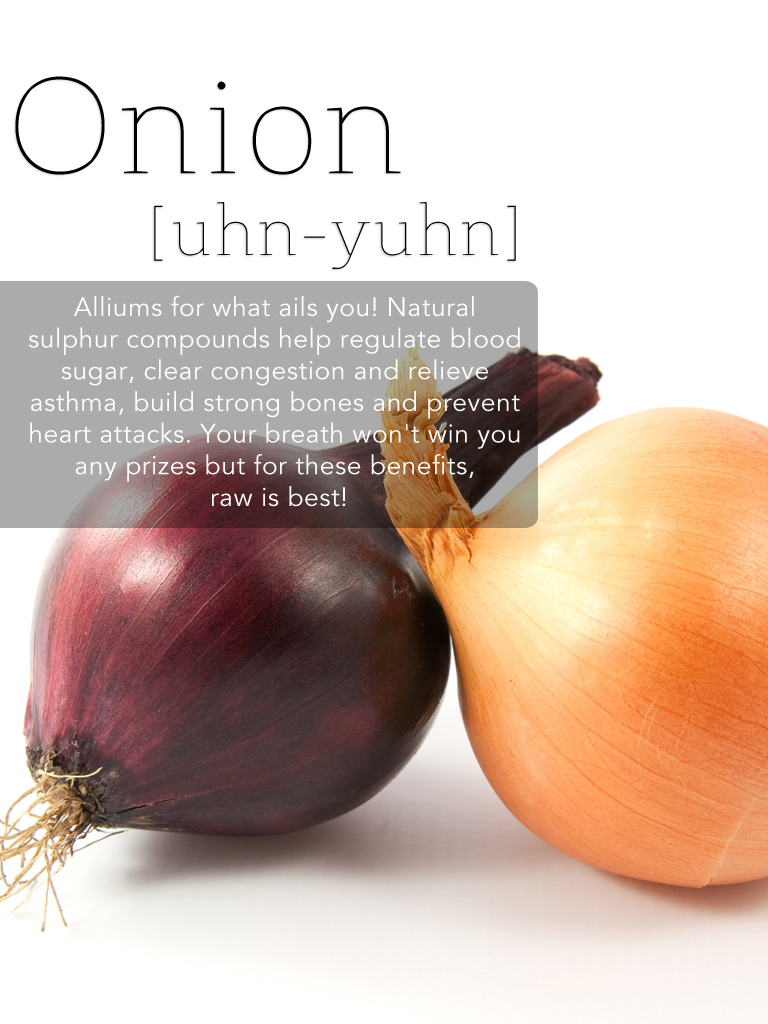 Onion
[uhn-yuhn]
Alliums for what ails you! Natural
sulphur compounds help regulate blood
sugar, clear congestion and relieve
asthma, build strong bones and prevent
heart attacks. Your breath won't win you
any prizes but for these benefits,
raw is best!